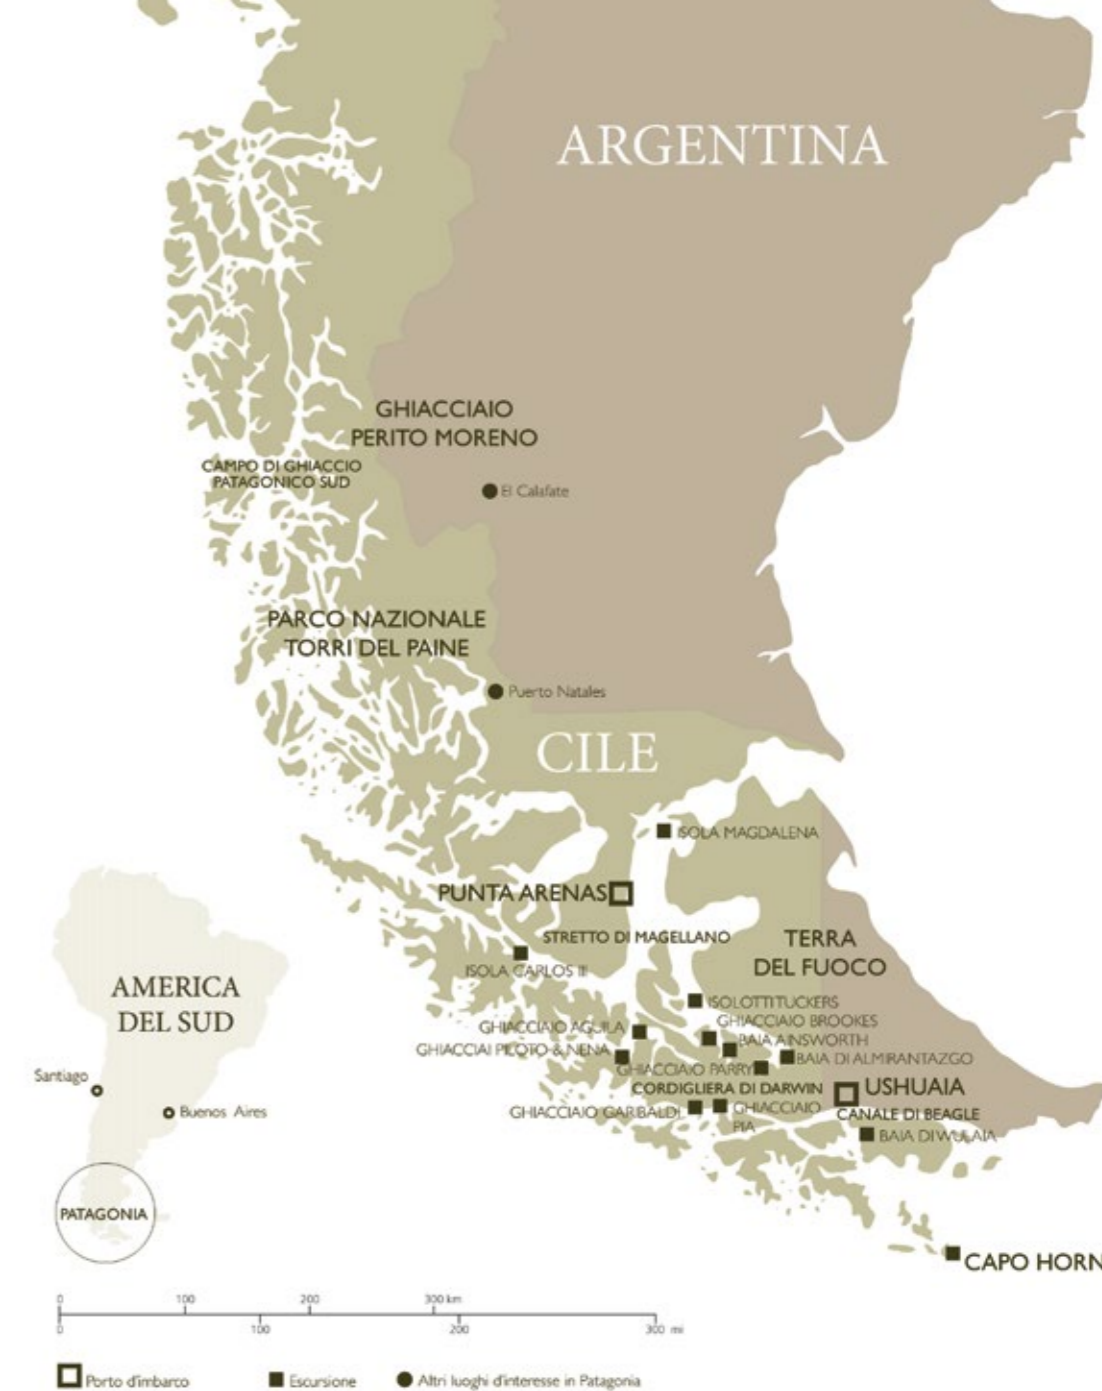 ARGENTINA
GHIACCIAIO
PERITO MORENO
CAMPO DI GHIACCIO
PATAGONICO SUD
El Calafate
PARCO NAZIONALE
TORRI DEL PAINE
Puerto Natales
CILE
ISOLA MAGDALENA
PUNTA ARENAS
STRETTO DI MAGELLANO
TERRA
DEL FUOCO
ISOLA CARLOS III
ISOLOTTI TUCKERS
GHIACCIAIO BROOKES
GHIACCIAIO AGUILA
BAIA AINSWORTH
GHIACCIAI PILOTO & NENA
BAIA DI ALMIRANTAZGO
GHIACCIAIO PARRY
CORDIGLIERA DI DARWIN
USHUAIA
GHIACCIAIO GARIBALDI
GHIACCIAIO
PIA
CANALE DI BEAGLE
BAIA DI WULAIA
CAPO HORN
AMERICA
DEL SUD
Santiago
Buenos Aires
PATAGONIA
0 100 200 300 km
0 100 200 300 mi
Porto d'imbarco
Escursione
Altri luoghi d'interesse in Patagonia